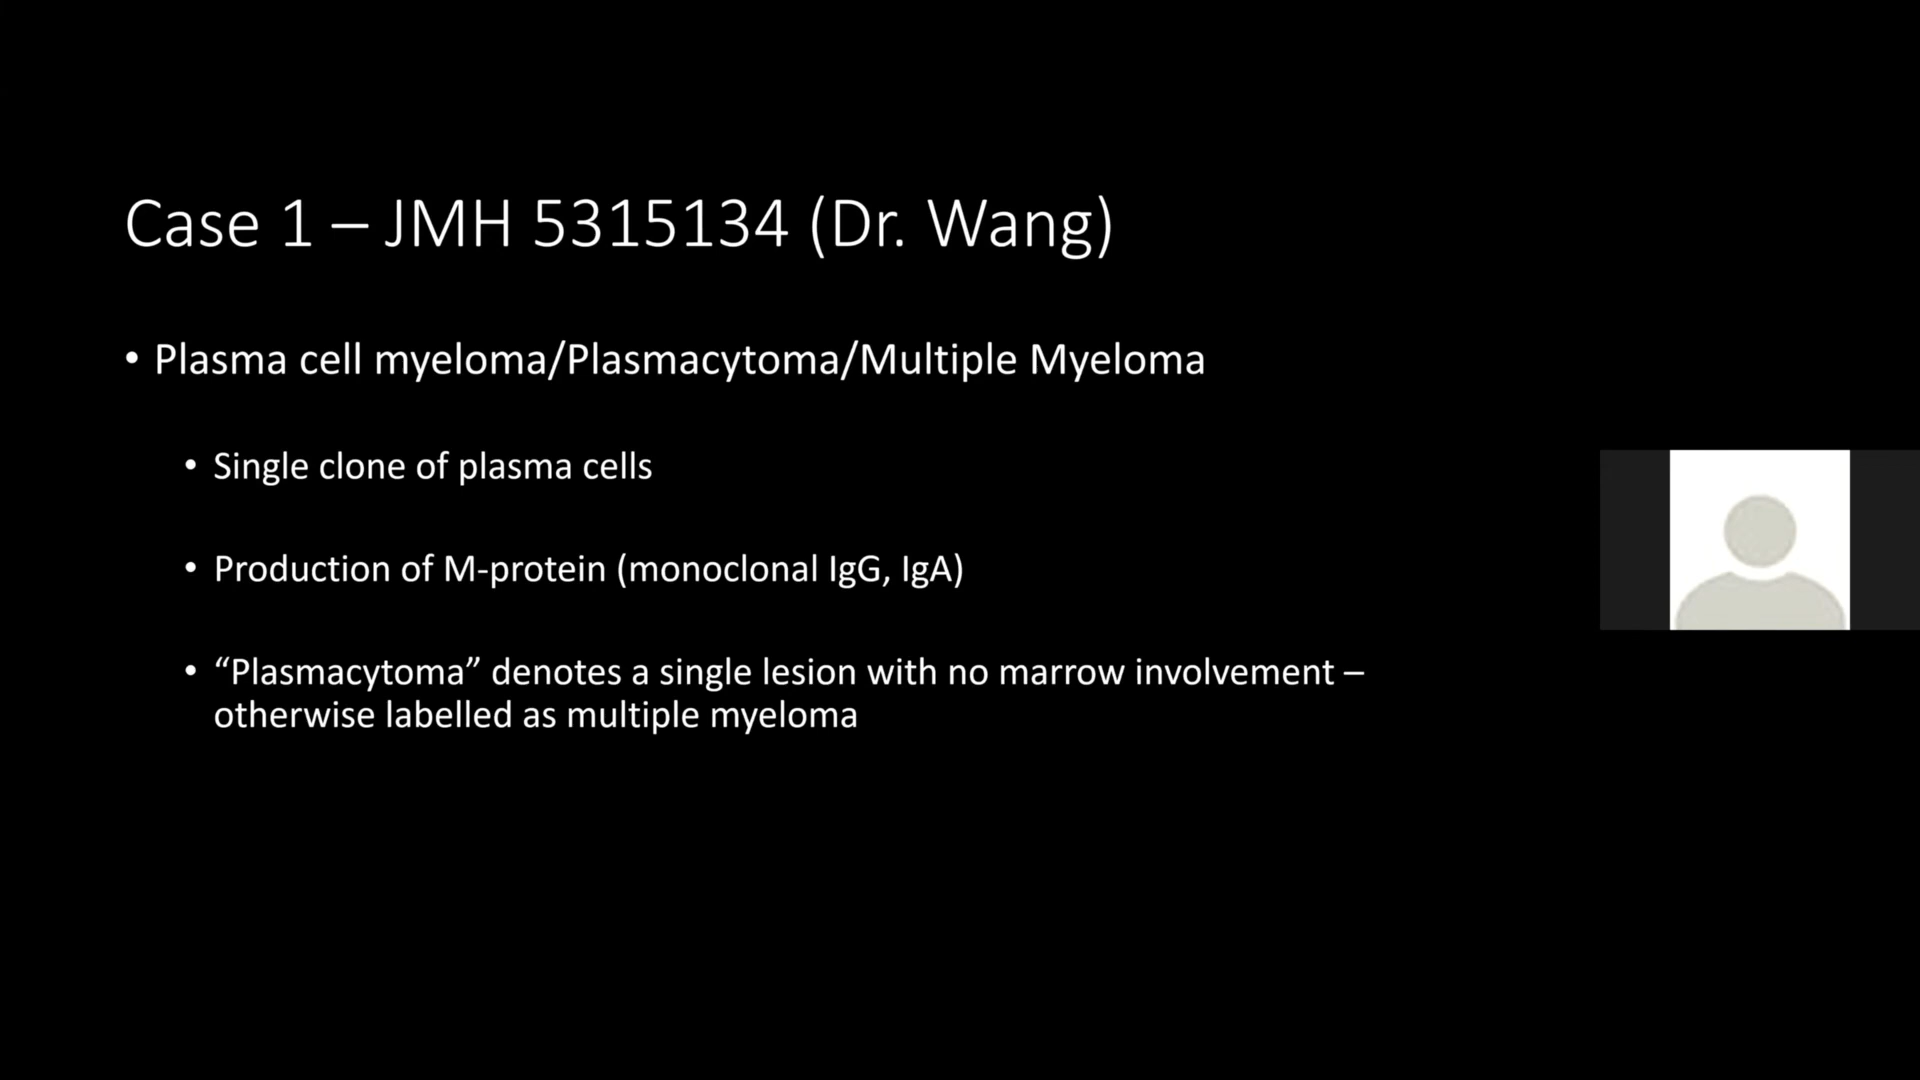 Case 1 – JMH 5315134 (Dr. Wang)
• Plasma cell myeloma/Plasmacytoma/Multiple Myeloma
• Single clone of plasma cells
• Production of M-protein (monoclonal IgG, IgA)
• “Plasmacytoma” denotes a single lesion with no marrow involvement –
otherwise labelled as multiple myeloma